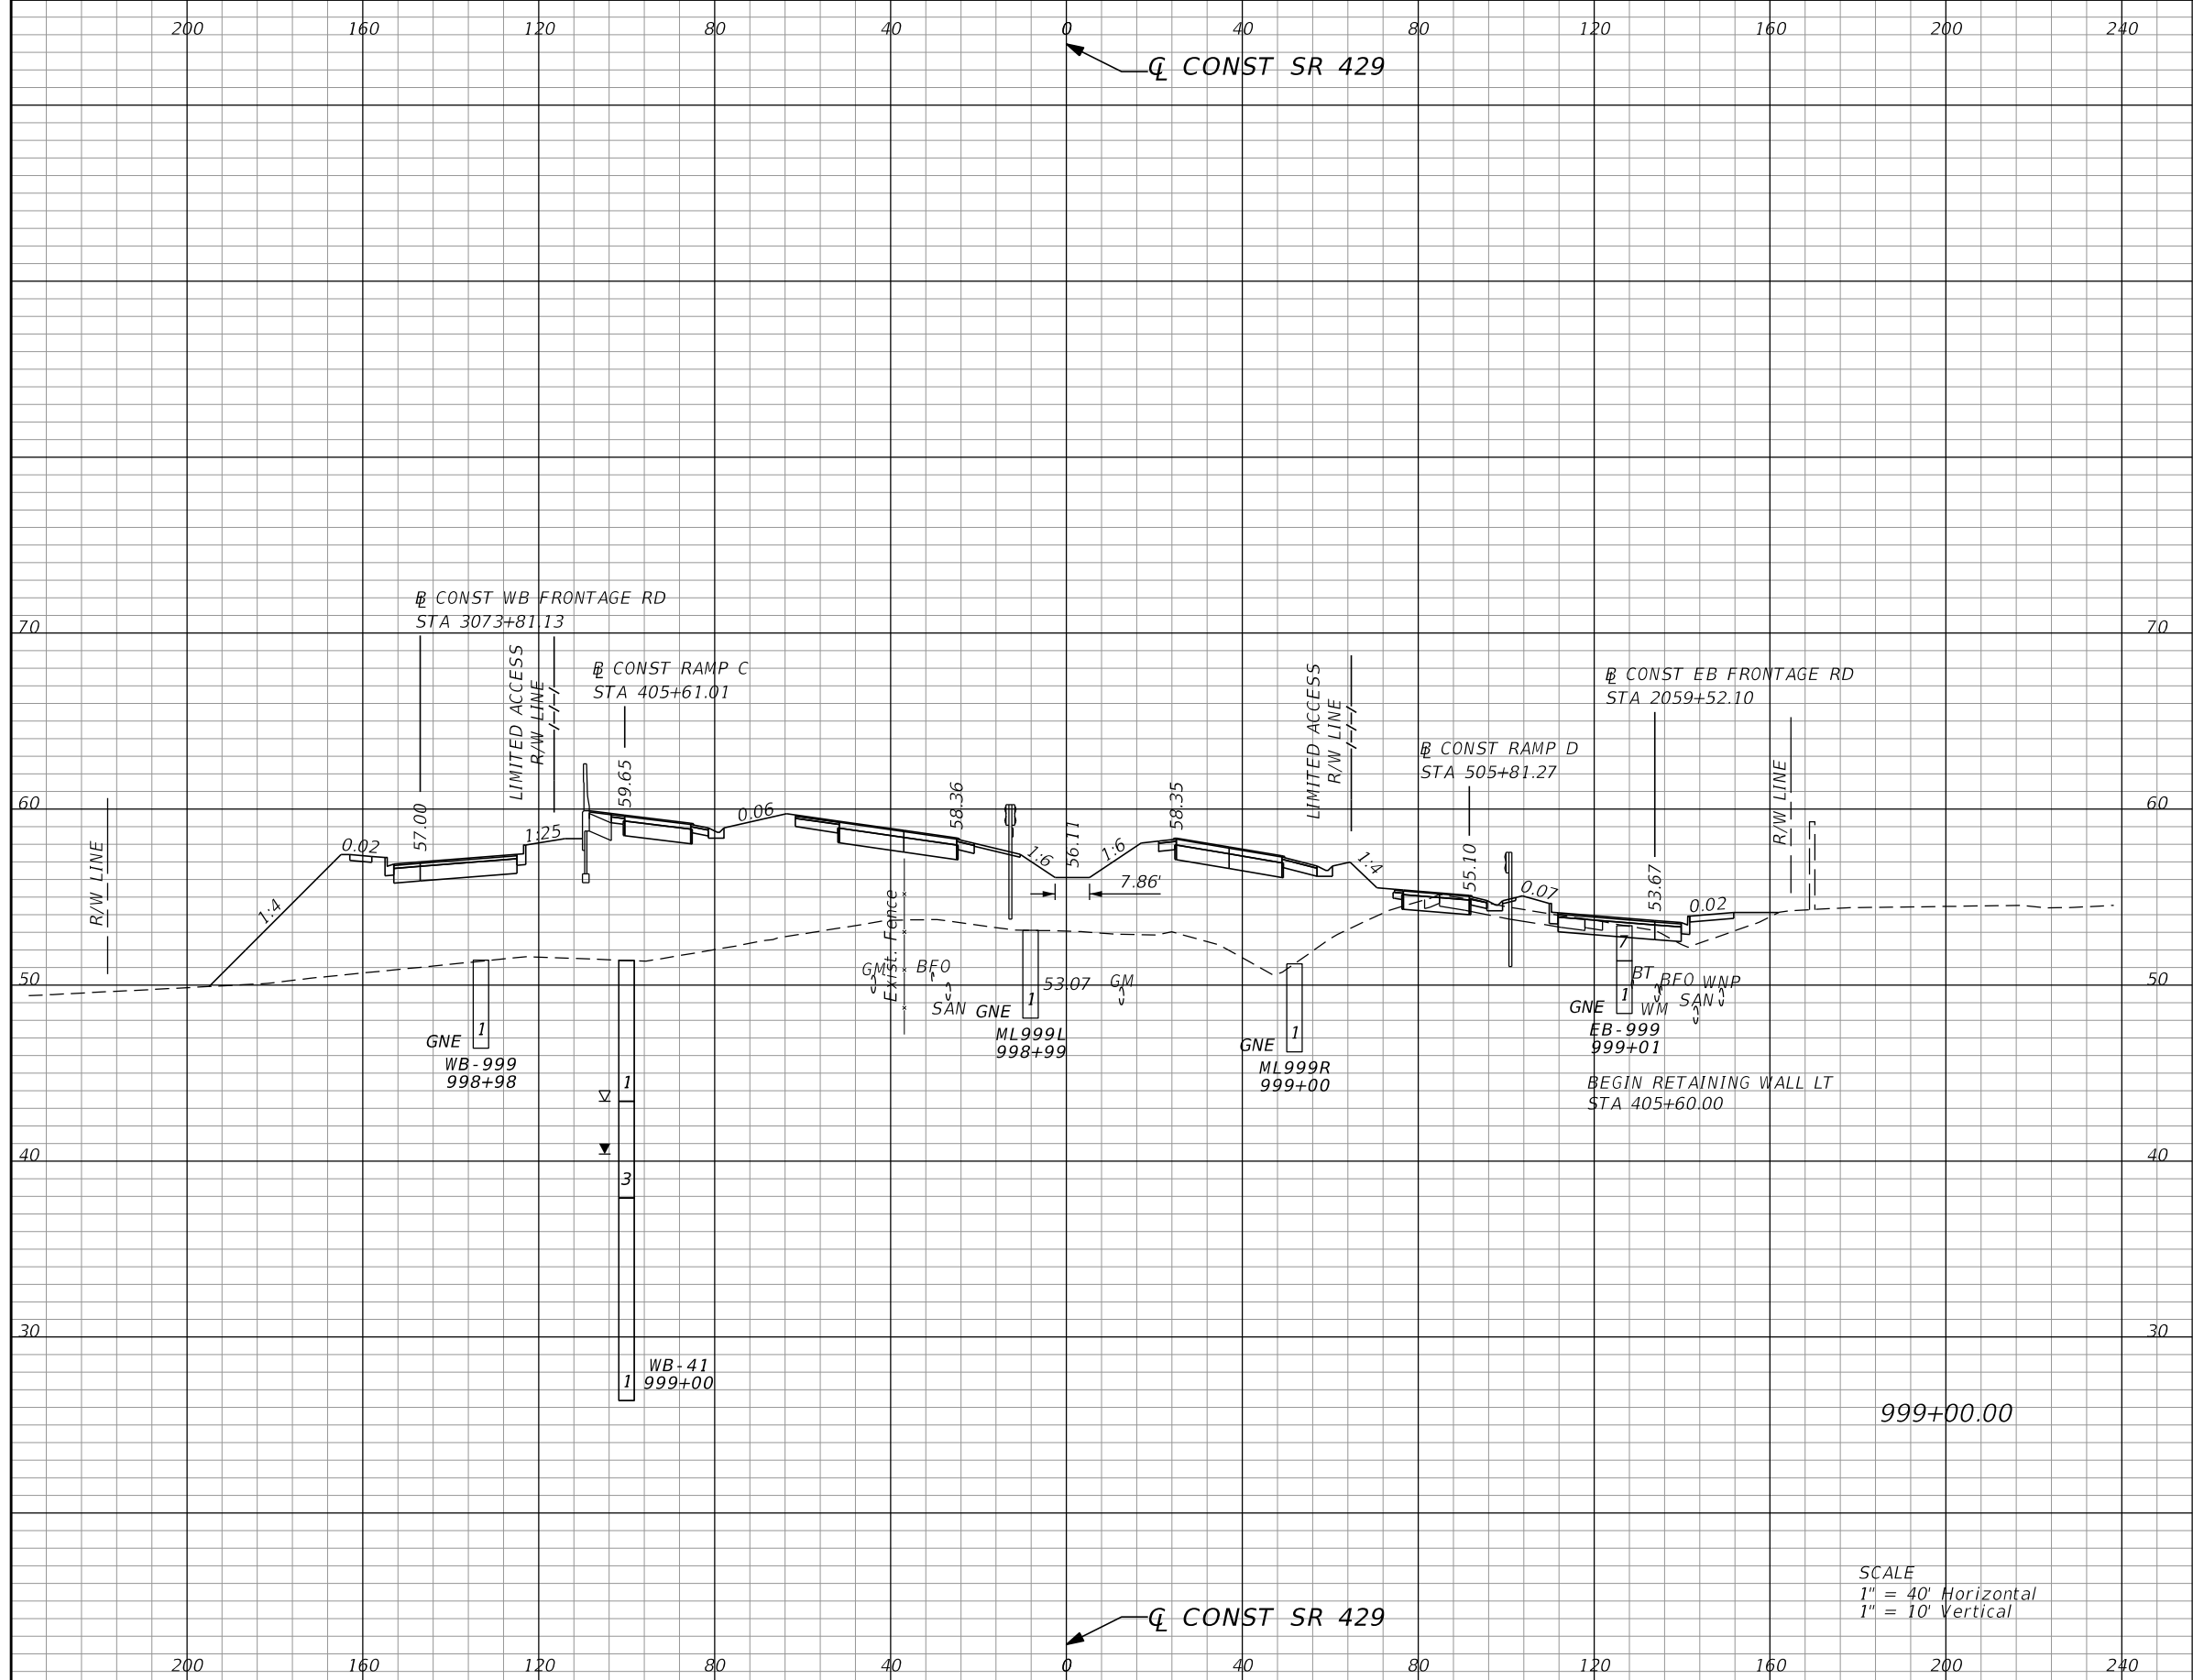 200 160 120 80 40 0 40 80 120 160 200 240
℄ CONST SR 429
70 70
60 60
50 50
40 40
30 30
R/W LINE
1:4
0.02
℄ CONST WB FRONTAGE RD
STA 3073+81.13
57.00
LIMITED ACCESS
R/W LINE
1:25
℄ CONST RAMP C
STA 405+61.01
59.65
0.06
58.36
Exist. Fence
1:6
56.11
1:6
7.86'
58.35
LIMITED ACCESS
R/W LINE
1:4
℄ CONST RAMP D
STA 505+81.27
55.10
0.07
℄ CONST EB FRONTAGE RD
STA 2059+52.10
53.67
0.02
R/W LINE
1
GNE
WB-999
998+98
1
3
1
WB-41
999+00
GM
BFO
SAN
1
GNE
53.07
ML999L
998+99
GM
1
GNE
ML999R
999+00
7
1
GNE
BT
BFO
WNP
WM
SAN
EB-999
999+01
BEGIN RETAINING WALL LT
STA 405+60.00
999+00.00
SCALE
1" = 40' Horizontal
1" = 10' Vertical
℄ CONST SR 429
200 160 120 80 40 0 40 80 120 160 200 240